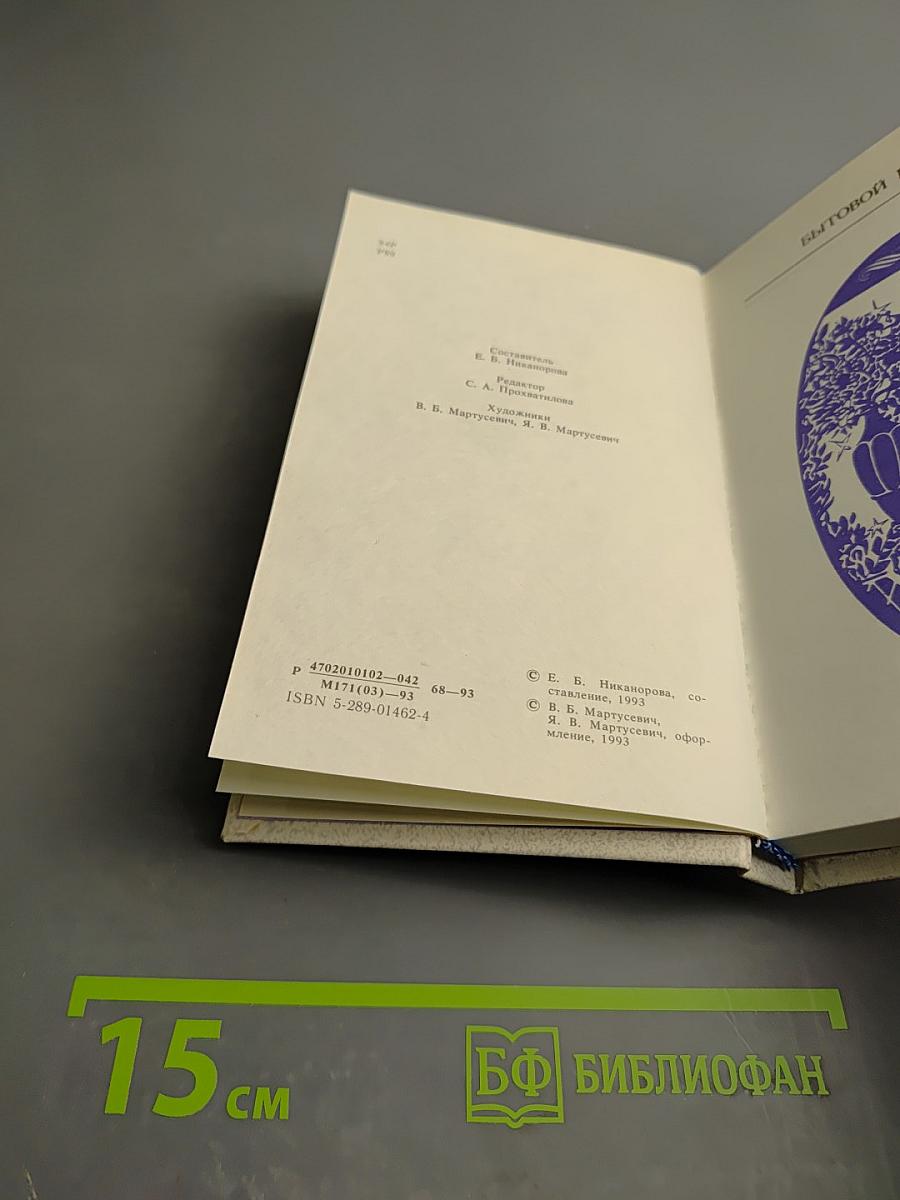 Составитель
Е. В. Никанорова
Редактор
С. А. Прохватилова
Художники
В. Б. Мартусевич, Я. В. Мартусевич
Р 4702010102—042 68—93
М171(03)—93
ISBN 5-289-01462-4
© Е. Б. Никанорова, со-
ставление, 1993
© В. Б. Мартусевич,
Я. В. Мартусевич, офор-
мление, 1993
БЫТОВОЙ
15 см
БФ БИБЛИОФАН